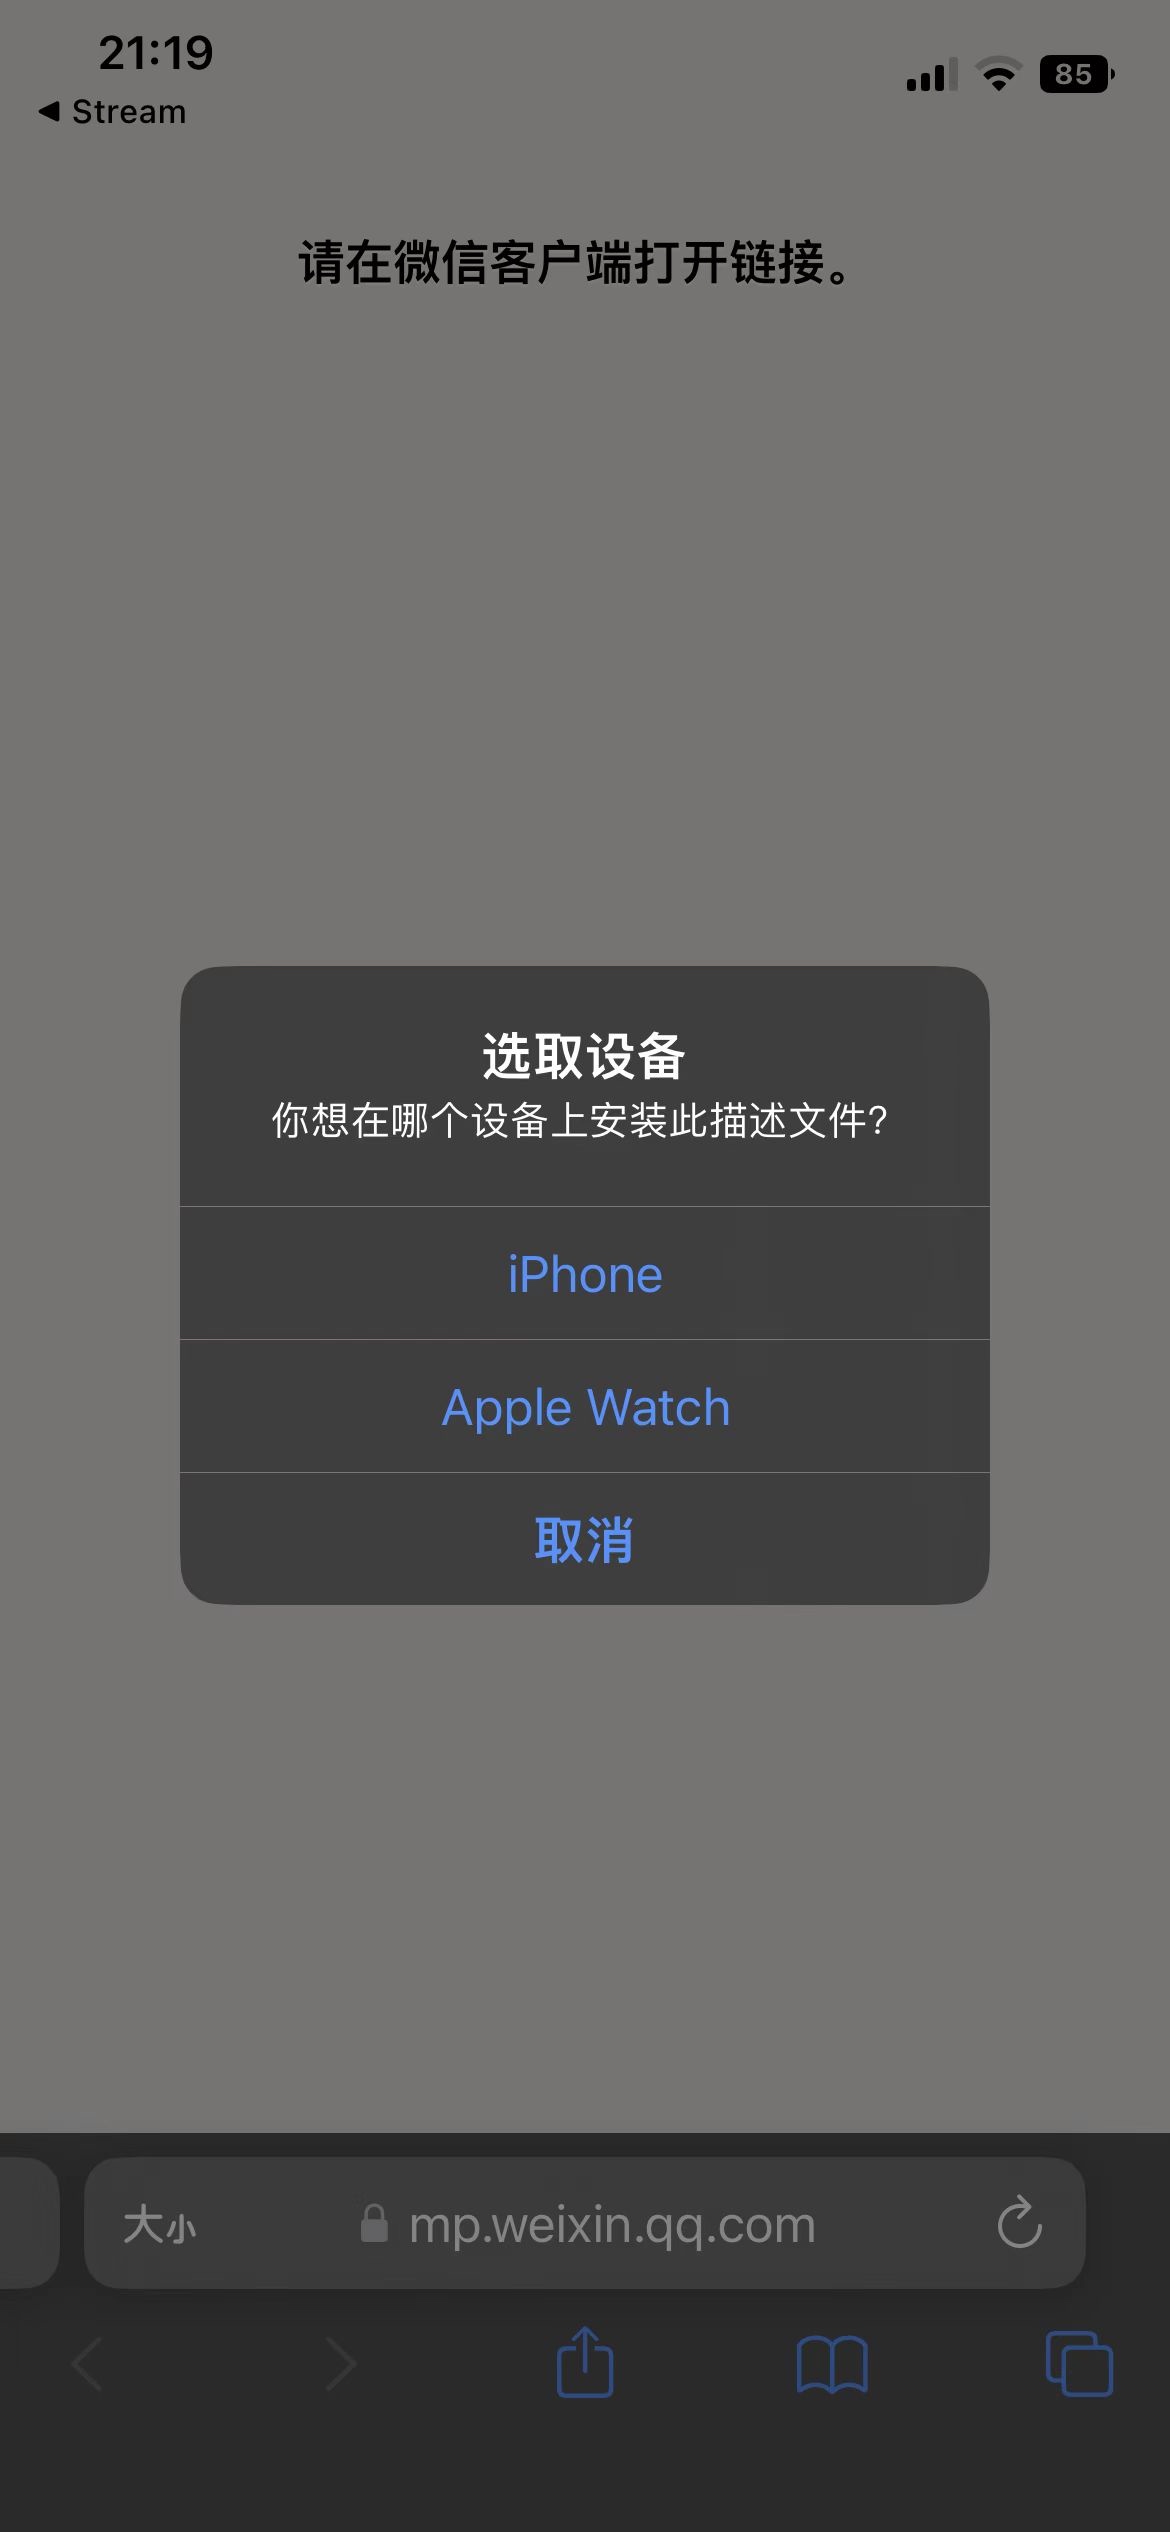 21:19
85
◀ Stream
请在微信客户端打开链接。
选取设备
你想在哪个设备上安装此描述文件?
iPhone
Apple Watch
取消
大小
mp.weixin.qq.com